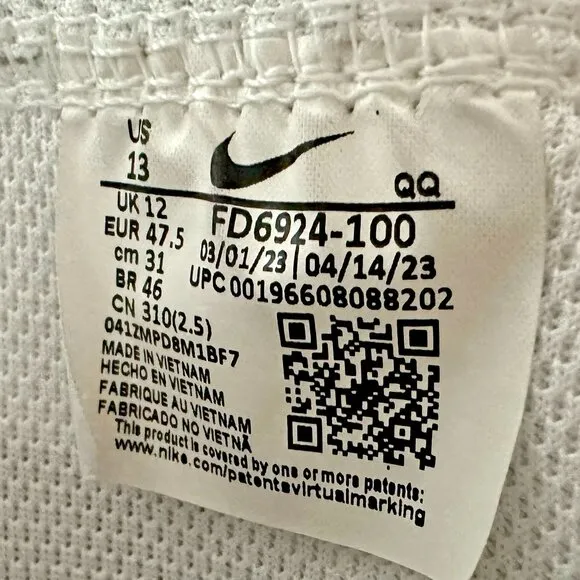 US
13
QQ
UK 12
EUR 47.5
cm 31
BR 46
CN 310(2.5)
041ZMPD8M1BF7
MADE IN VIETNAM
HECHO EN VIETNAM
FABRIQUE AU VIETNAM
FABRICADO NO VIETNÃ
FD6924-100
03/01/23 | 04/14/23
UPC 00196608088202
This product is covered by one or more patents:
www.nike.com/patentsvirtualmarking